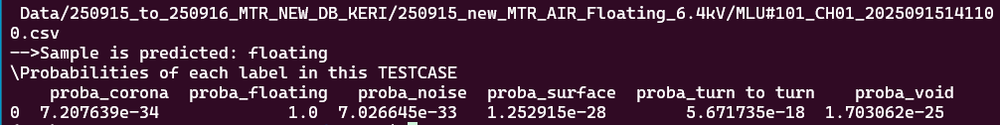 Data/250915_to_250916_MTR_NEW_DB_KERI/250915_new_MTR_AIR_Floating_6.4kV/MLU#101_CH01_2025091514110
0.csv
-->Sample is predicted: floating
\Probabilities of each label in this TESTCASE
proba_corona proba_floating proba_noise proba_surface proba_turn to turn proba_void
0 7.207639e-34 1.0 7.026645e-33 1.252915e-28 5.671735e-18 1.703062e-25